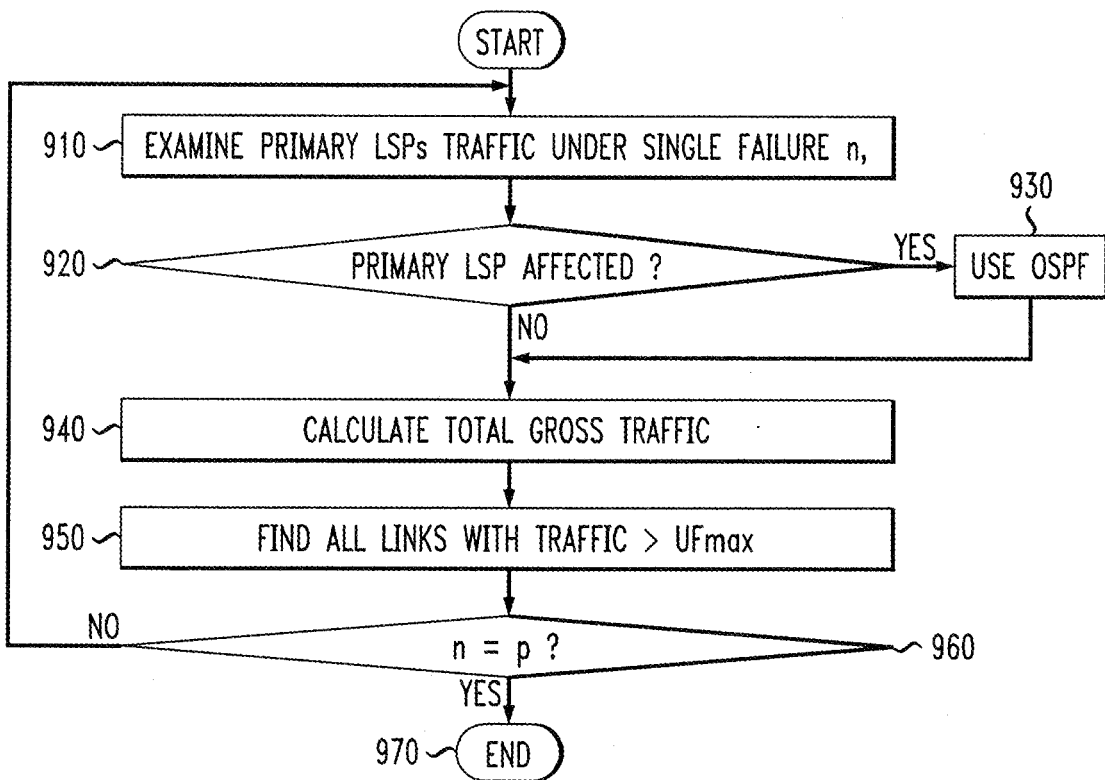 START
910
EXAMINE PRIMARY LSPs TRAFFIC UNDER SINGLE FAILURE n,
930
920
PRIMARY LSP AFFECTED ?
YES
USE OSPF
NO
940
CALCULATE TOTAL GROSS TRAFFIC
950
FIND ALL LINKS WITH TRAFFIC > UFmax
NO
n = p ?
960
YES
970
END